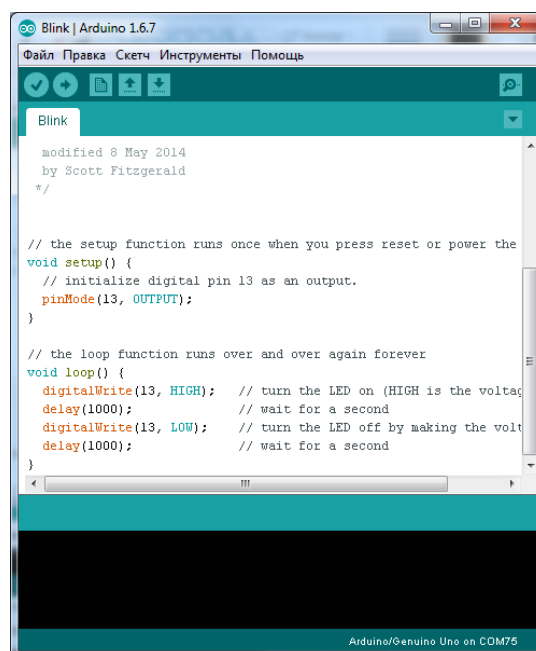 Blink | Arduino 1.6.7
Файл Правка Скетч Инструменты Помощь
Blink
modified 8 May 2014
by Scott Fitzgerald
*/
// the setup function runs once when you press reset or power the
void setup() {
// initialize digital pin 13 as an output.
pinMode(13, OUTPUT);
}
// the loop function runs over and over again forever
void loop() {
digitalWrite(13, HIGH);   // turn the LED on (HIGH is the voltag
delay(1000);              // wait for a second
digitalWrite(13, LOW);    // turn the LED off by making the volt
delay(1000);              // wait for a second
}
Arduino/Genuino Uno on COM75